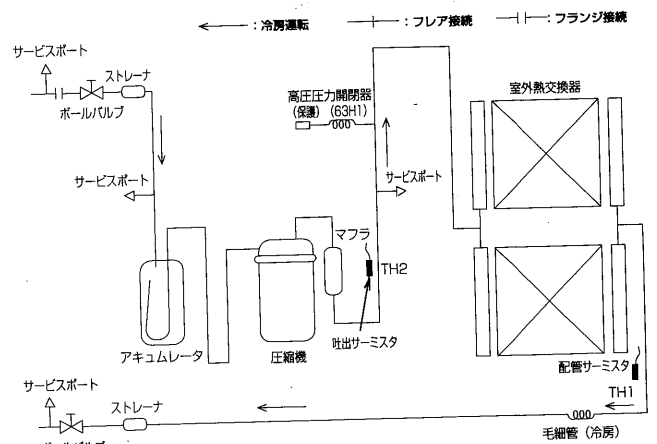 ：冷房運転
：フレア接続
：フランジ接続
サービスポート
ストレーナ
ボールバルブ
高圧圧力開閉器
(保護) (63H1)
室外熱交換器
サービスポート
サービスポート
マフラ
TH2
吐出サーミスタ
アキュムレータ
圧縮機
配管サーミスタ
TH1
サービスポート
ストレーナ
毛細管（冷房）